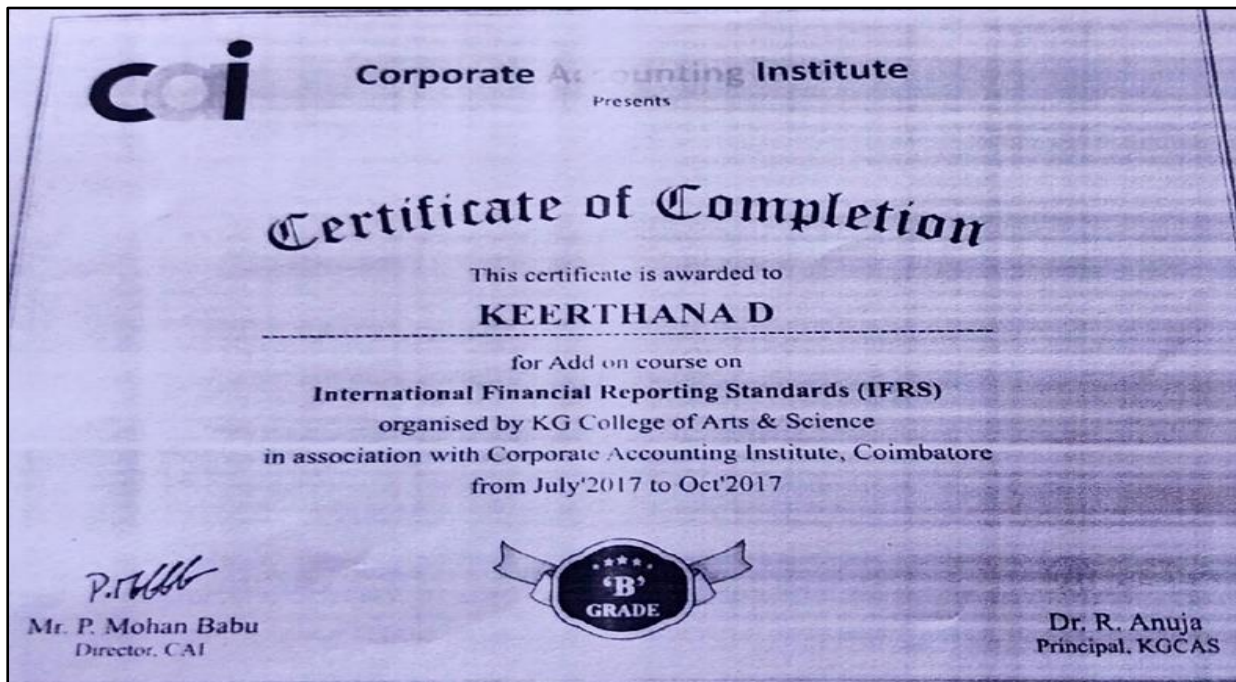 cai
Corporate Accounting Institute
Presents
Certificate of Completion
This certificate is awarded to
KEERTHANA D
for Add on course on
International Financial Reporting Standards (IFRS)
organised by KG College of Arts & Science
in association with Corporate Accounting Institute, Coimbatore
from July'2017 to Oct'2017
'B'
GRADE
Mr. P. Mohan Babu
Director, CAI
Dr. R. Anuja
Principal, KGCAS